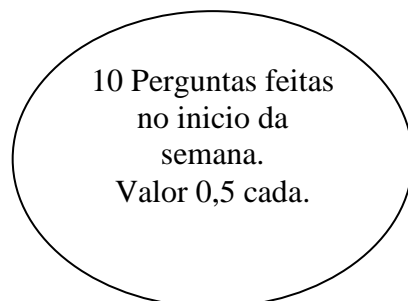 10 Perguntas feitas
no inicio da
semana.
Valor 0,5 cada.